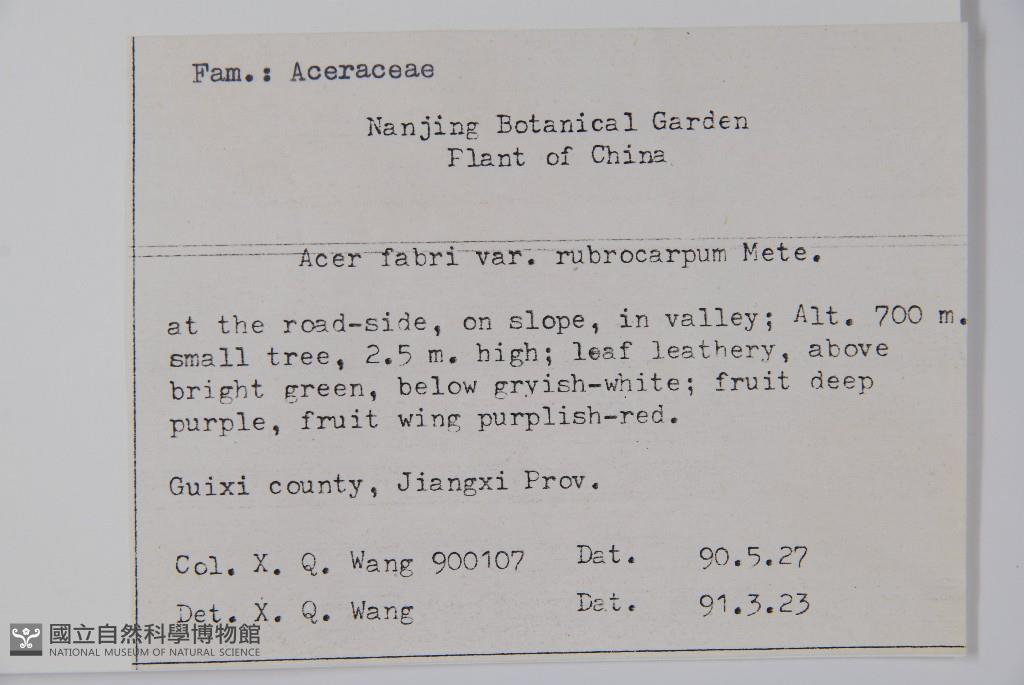 Fam.: Aceraceae
Nanjing Botanical Garden
Plant of China
Acer fabri var. rubrocarpum Mete.
at the road-side, on slope, in valley; Alt. 700 m.
small tree, 2.5 m. high; leaf leathery, above
bright green, below gryish-white; fruit deep
purple, fruit wing purplish-red.
Guixi county, Jiangxi Prov.
Col. X. Q. Wang 900107 Dat. 90.5.27
Det. X. Q. Wang Dat. 91.3.23
國立自然科學博物館
NATIONAL MUSEUM OF NATURAL SCIENCE